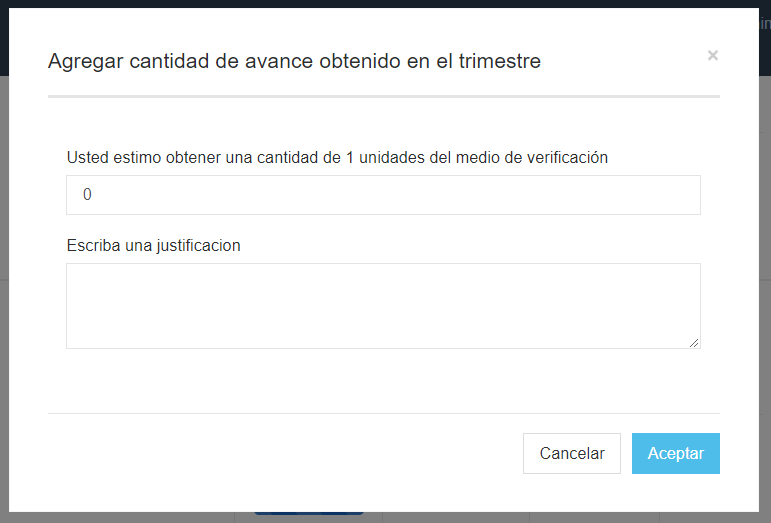 Agregar cantidad de avance obtenido en el trimestre
×
Usted estimo obtener una cantidad de 1 unidades del medio de verificación
0
Escriba una justificacion
Cancelar
Aceptar